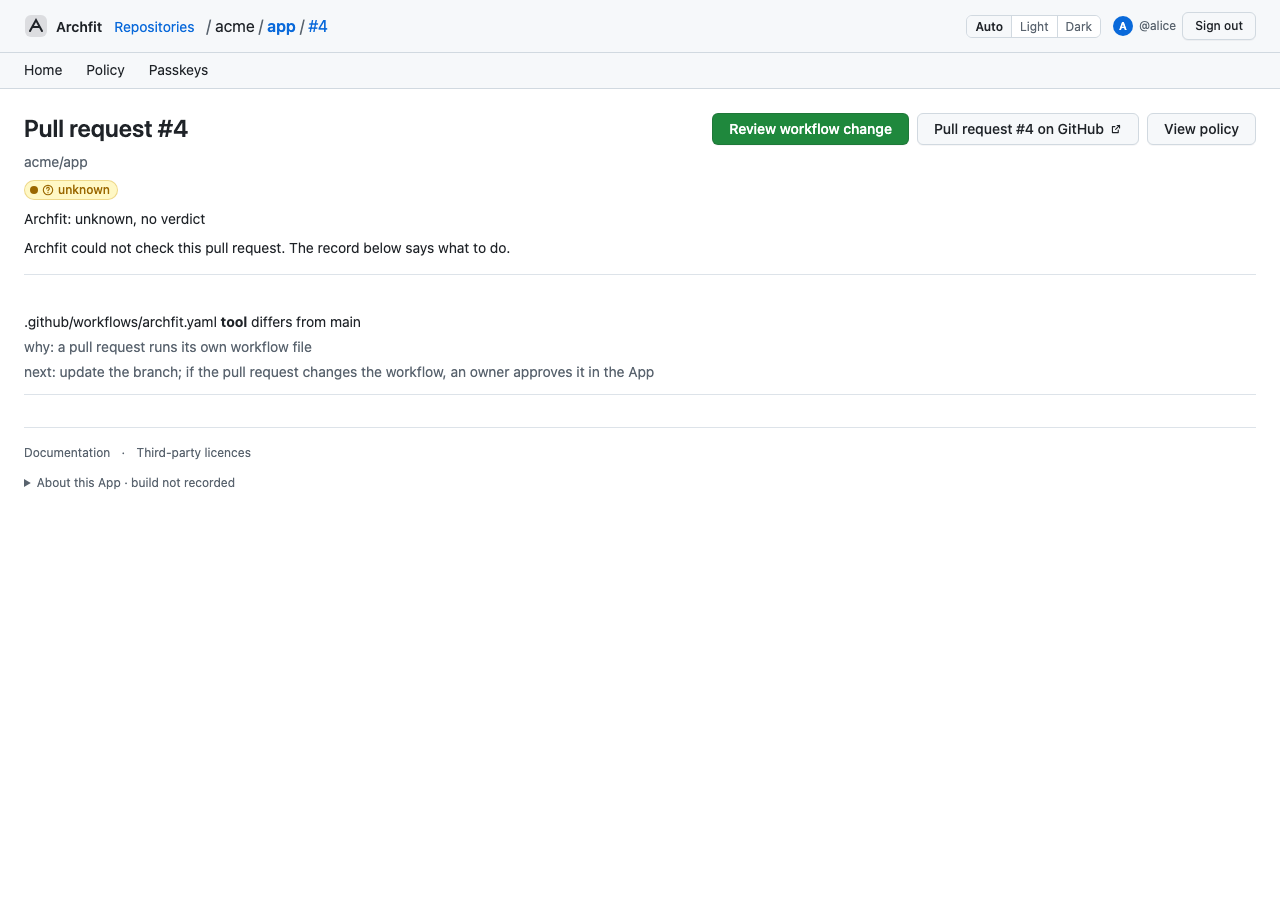 Archfit Repositories / acme / app / #4
Auto Light Dark A @alice Sign out
Home Policy Passkeys
Pull request #4
Review workflow change Pull request #4 on GitHub View policy
acme/app
unknown
Archfit: unknown, no verdict
Archfit could not check this pull request. The record below says what to do.
.github/workflows/archfit.yaml tool differs from main
why: a pull request runs its own workflow file
next: update the branch; if the pull request changes the workflow, an owner approves it in the App
Documentation · Third-party licences
About this App · build not recorded